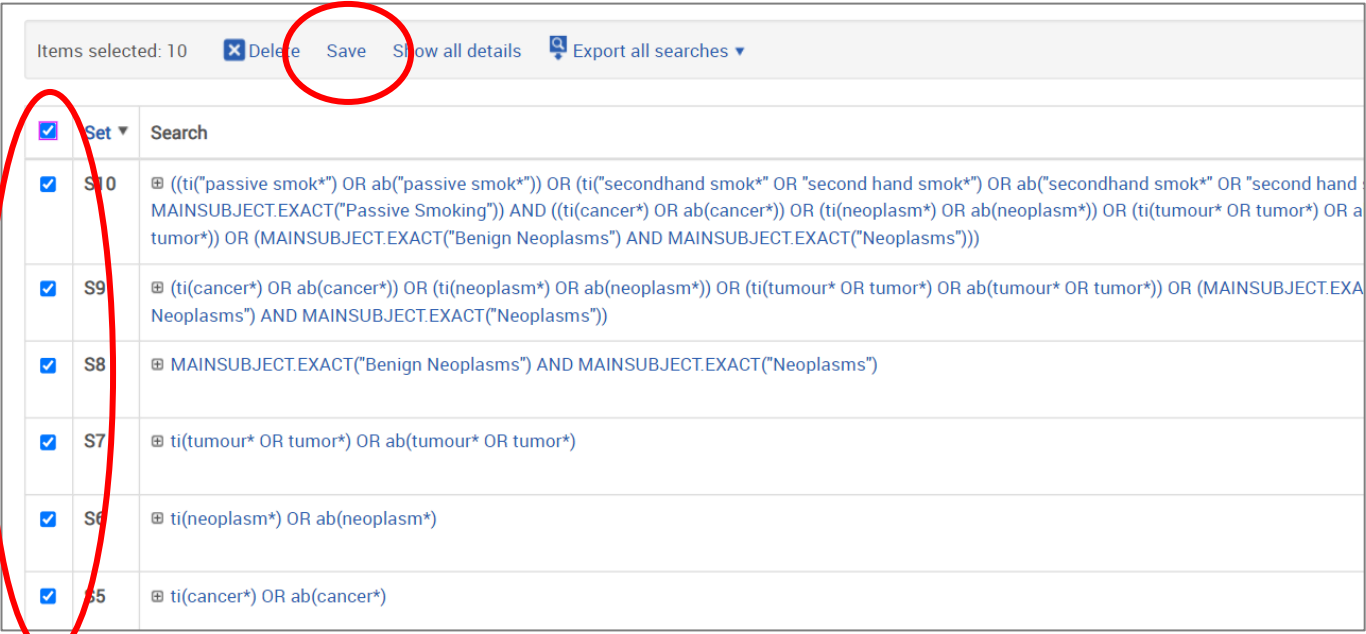 Items selected: 10 Delete Save Show all details Export all searches
Set Search
S10 ((ti("passive smok*") OR ab("passive smok*")) OR (ti("secondhand smok*" OR "second hand smok*") OR ab("secondhand smok*" OR "second hand
MAINSUBJECT.EXACT("Passive Smoking")) AND ((ti(cancer*) OR ab(cancer*)) OR (ti(neoplasm*) OR ab(neoplasm*)) OR (ti(tumour* OR tumor*) OR
tumor*)) OR (MAINSUBJECT.EXACT("Benign Neoplasms") AND MAINSUBJECT.EXACT("Neoplasms")))
S9 (ti(cancer*) OR ab(cancer*)) OR (ti(neoplasm*) OR ab(neoplasm*)) OR (ti(tumour* OR tumor*) OR ab(tumour* OR tumor*)) OR (MAINSUBJECT.EXA
Neoplasms") AND MAINSUBJECT.EXACT("Neoplasms"))
S8 MAINSUBJECT.EXACT("Benign Neoplasms") AND MAINSUBJECT.EXACT("Neoplasms")
S7 ti(tumour* OR tumor*) OR ab(tumour* OR tumor*)
S6 ti(neoplasm*) OR ab(neoplasm*)
S5 ti(cancer*) OR ab(cancer*)